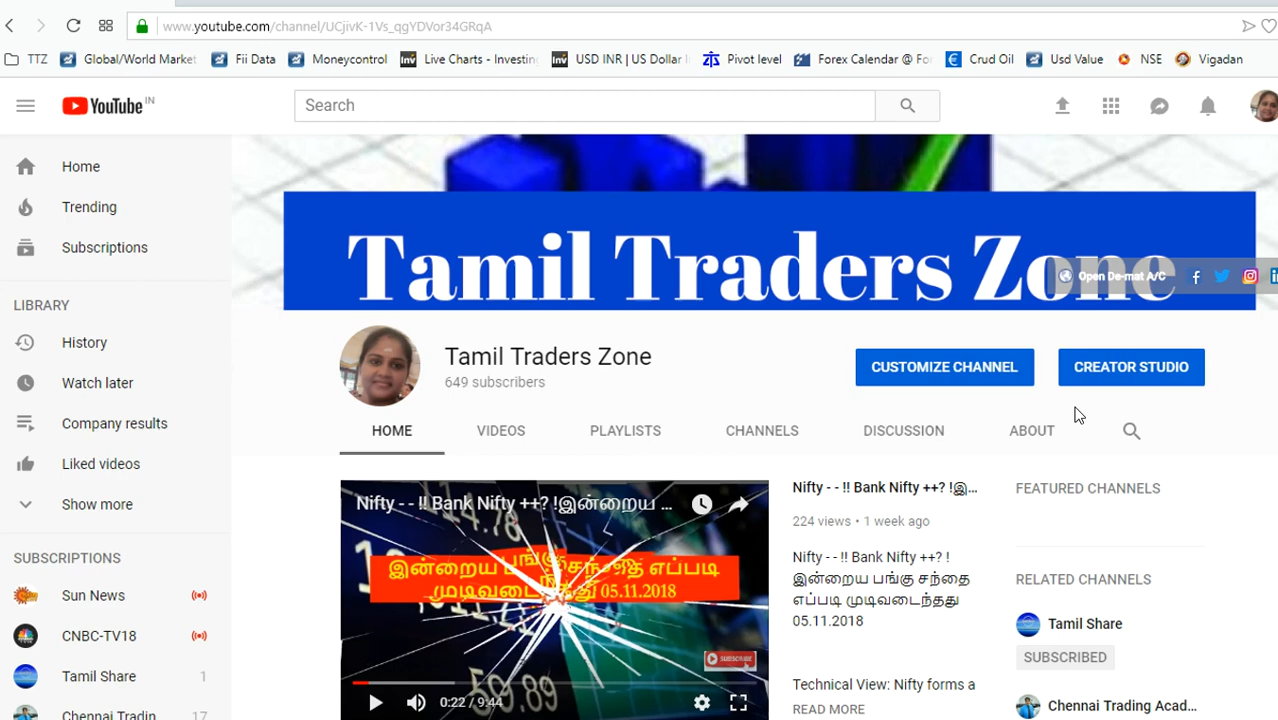 www.youtube.com/channel/UCjivK-1Vs_qgYDVor34GRqA
TTZ Global/World Market Fii Data Moneycontrol Live Charts - Investing USD INR | US Dollar Pivot level Forex Calendar @ Fo Crud Oil Usd Value NSE Vigadan
YouTube IN
Search
Home
Trending
Subscriptions
LIBRARY
History
Watch later
Company results
Liked videos
Show more
SUBSCRIPTIONS
Sun News
CNBC-TV18
Tamil Share 1
Chennai Tradin 17
Tamil Traders Zone
Open De-mat A/C
Tamil Traders Zone
649 subscribers
CUSTOMIZE CHANNEL CREATOR STUDIO
HOME VIDEOS PLAYLISTS CHANNELS DISCUSSION ABOUT
Nifty - - !! Bank Nifty ++? !இன்றைய ...
இன்றைய பங்கு சந்தை எப்படி
முடிவடைந்தது 05.11.2018
59.89
SUBSCRIBE
0:22 / 9:44
Nifty - - !! Bank Nifty ++? !இ...
224 views • 1 week ago
Nifty - - !! Bank Nifty ++? !
இன்றைய பங்கு சந்தை
எப்படி முடிவடைந்தது
05.11.2018
Technical View: Nifty forms a
READ MORE
FEATURED CHANNELS
RELATED CHANNELS
Tamil Share
SUBSCRIBED
Chennai Trading Acad...